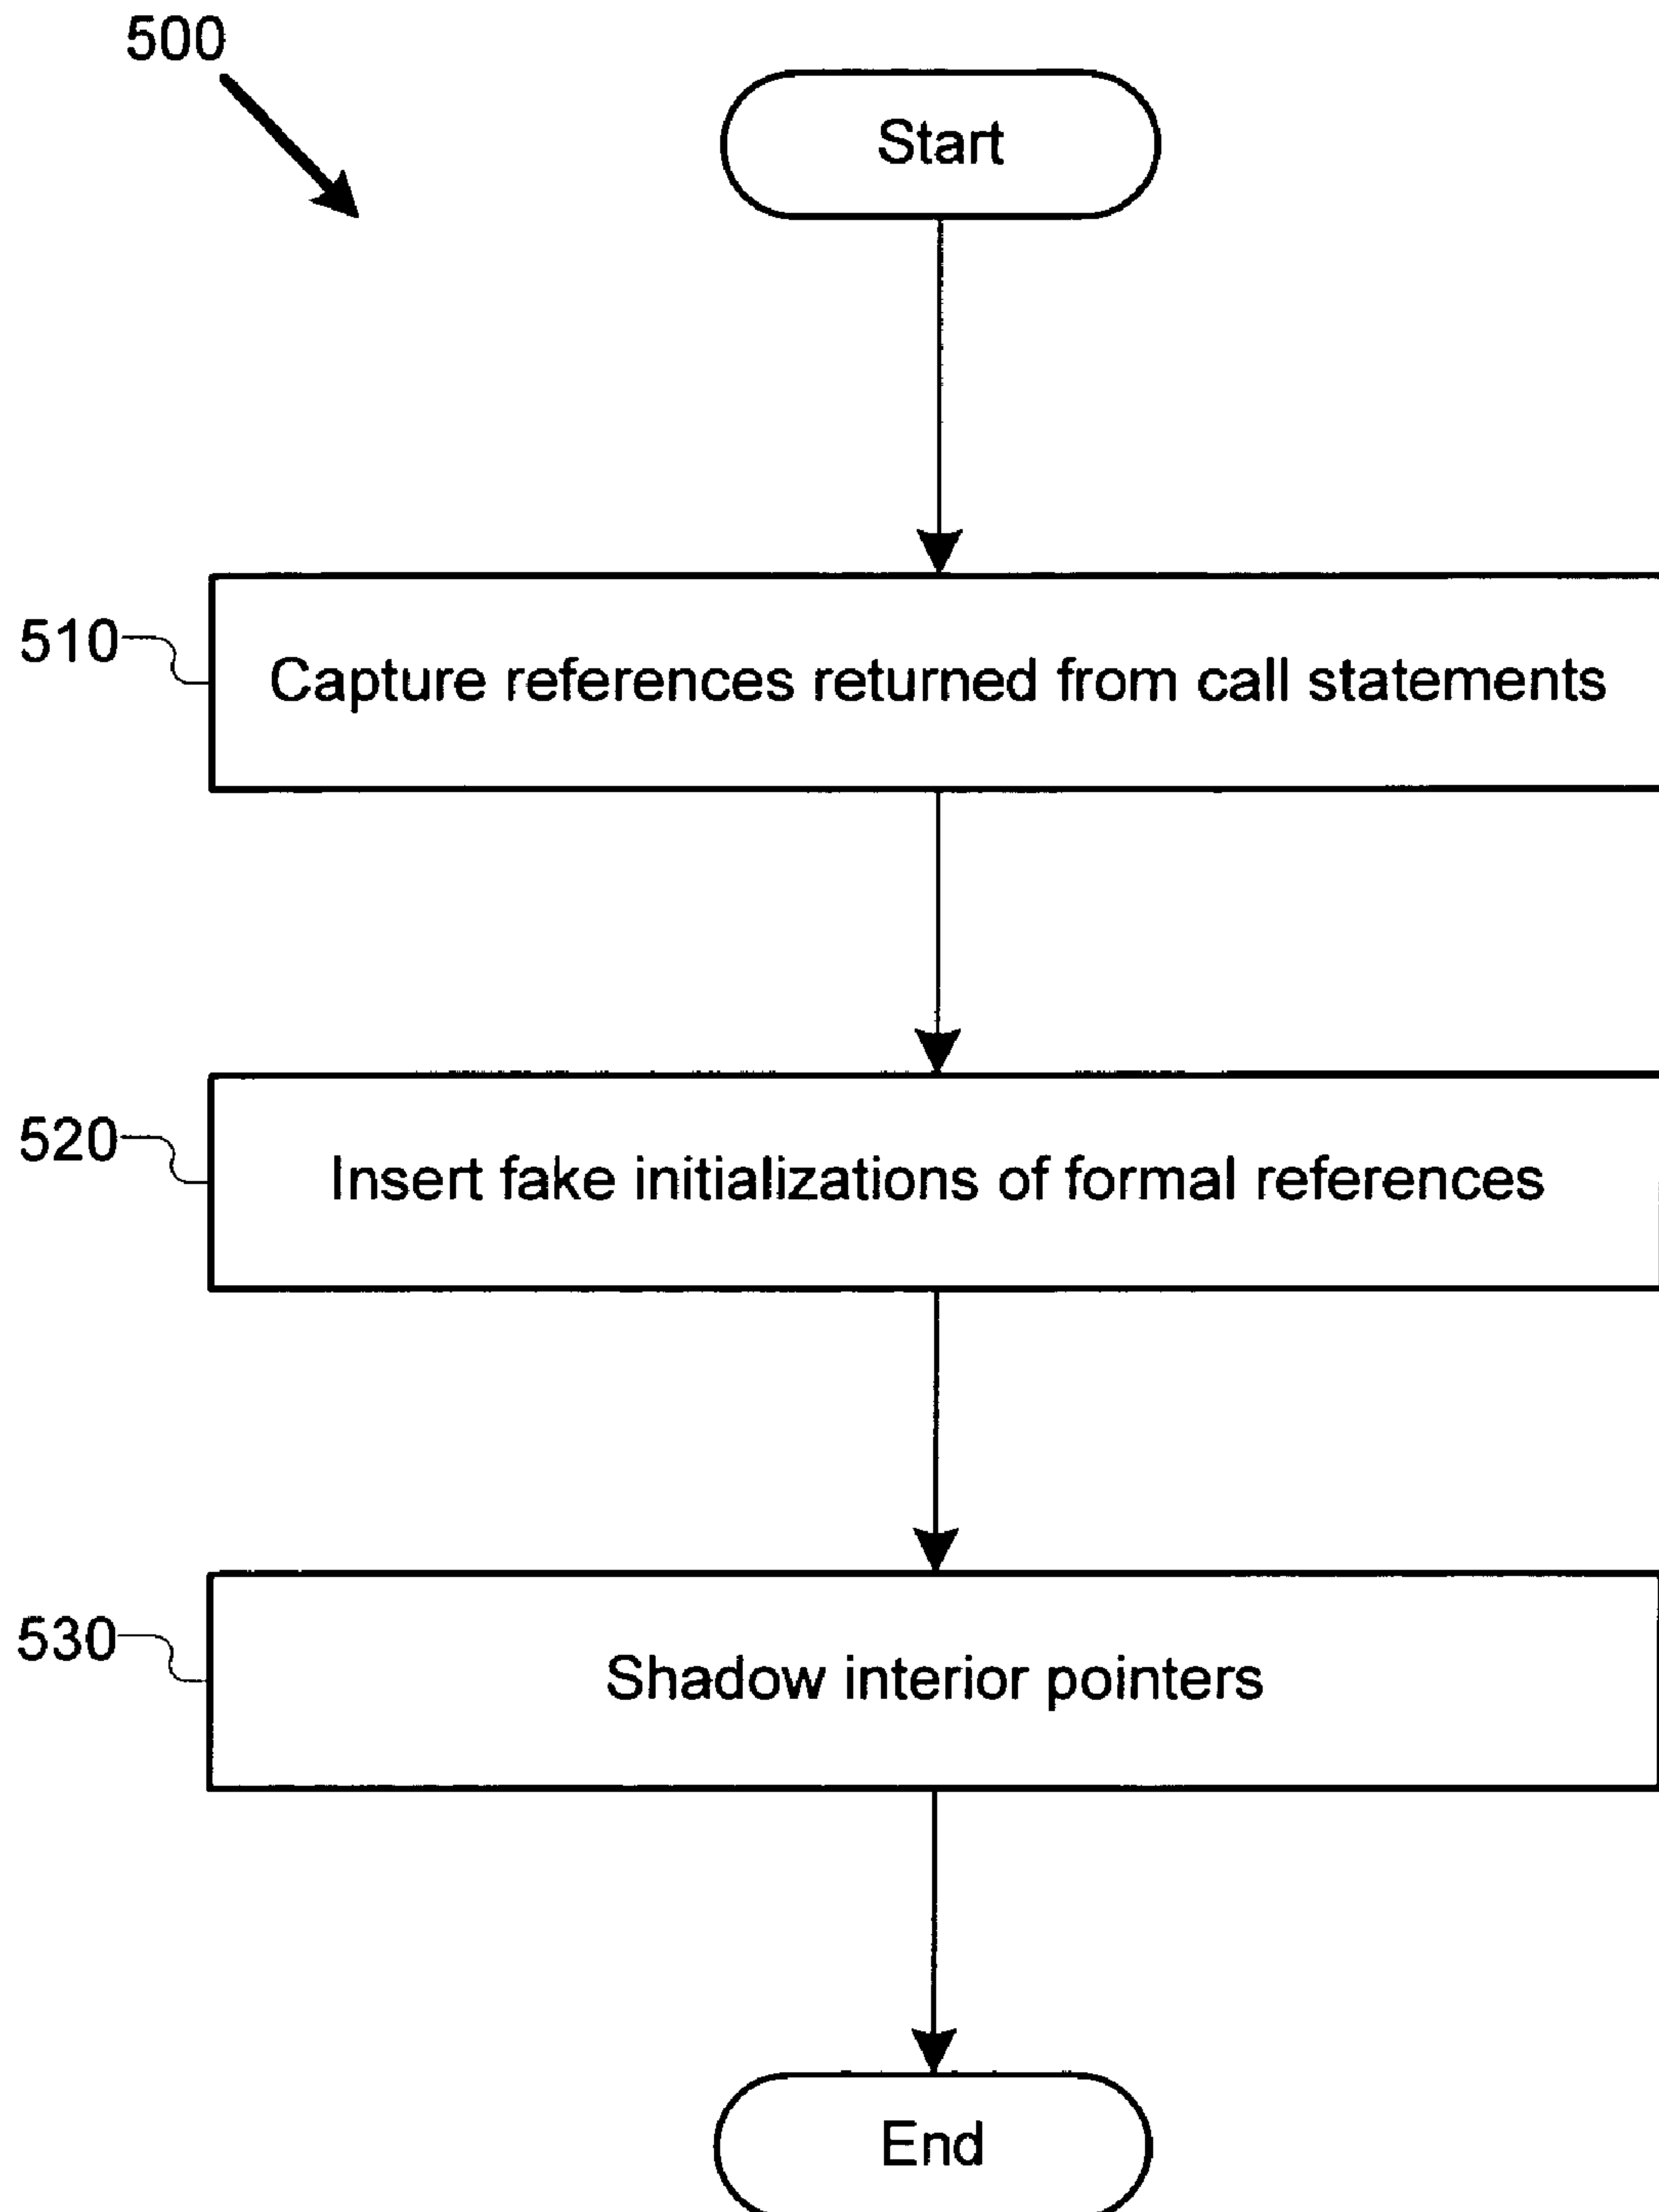 500
Start
510
Capture references returned from call statements
520
Insert fake initializations of formal references
530
Shadow interior pointers
End